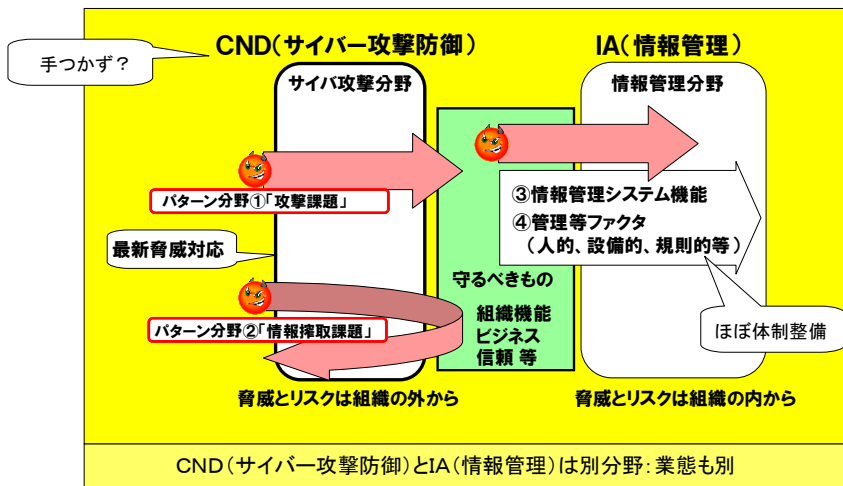 CND(サイバー攻撃防御)
IA(情報管理)
手つかず?
サイバ攻撃分野
情報管理分野
パターン分野①「攻撃課題」
③情報管理システム機能
④管理等ファクタ
(人的、設備的、規則的等)
最新脅威対応
守るべきもの
組織機能
ビジネス
信頼 等
パターン分野②「情報搾取課題」
ほぼ体制整備
脅威とリスクは組織の外から
脅威とリスクは組織の内から
CND(サイバー攻撃防御)とIA(情報管理)は別分野:業態も別